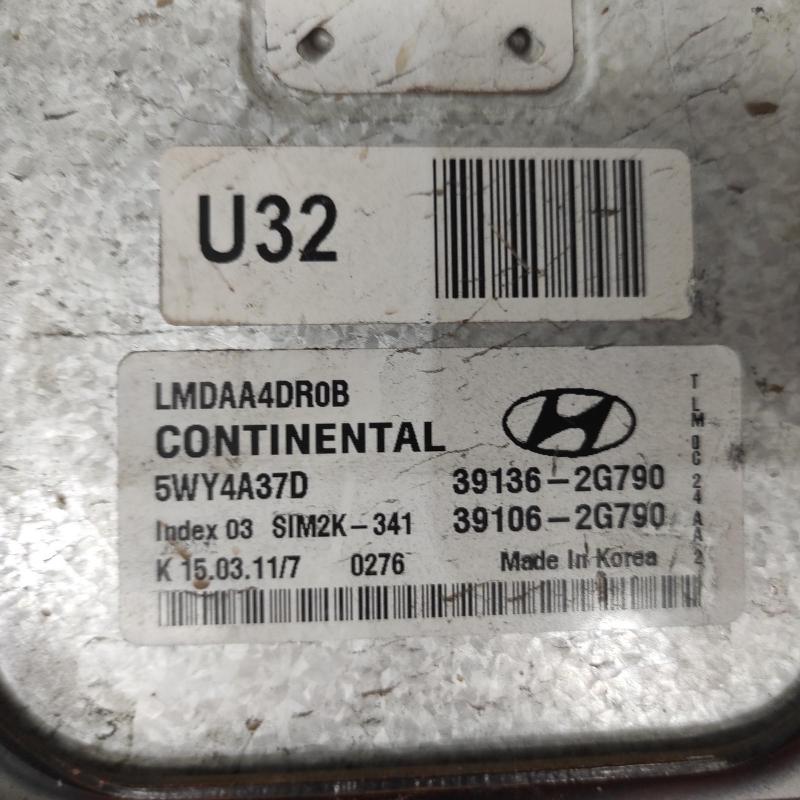 U32
LMDAA4DR0B
CONTINENTAL
5WY4A37D 39136-2G790
Index 03 SIM2K-341 39106-2G790
K 15.03.11/7 0276 Made In Korea
TLM0C24AA2